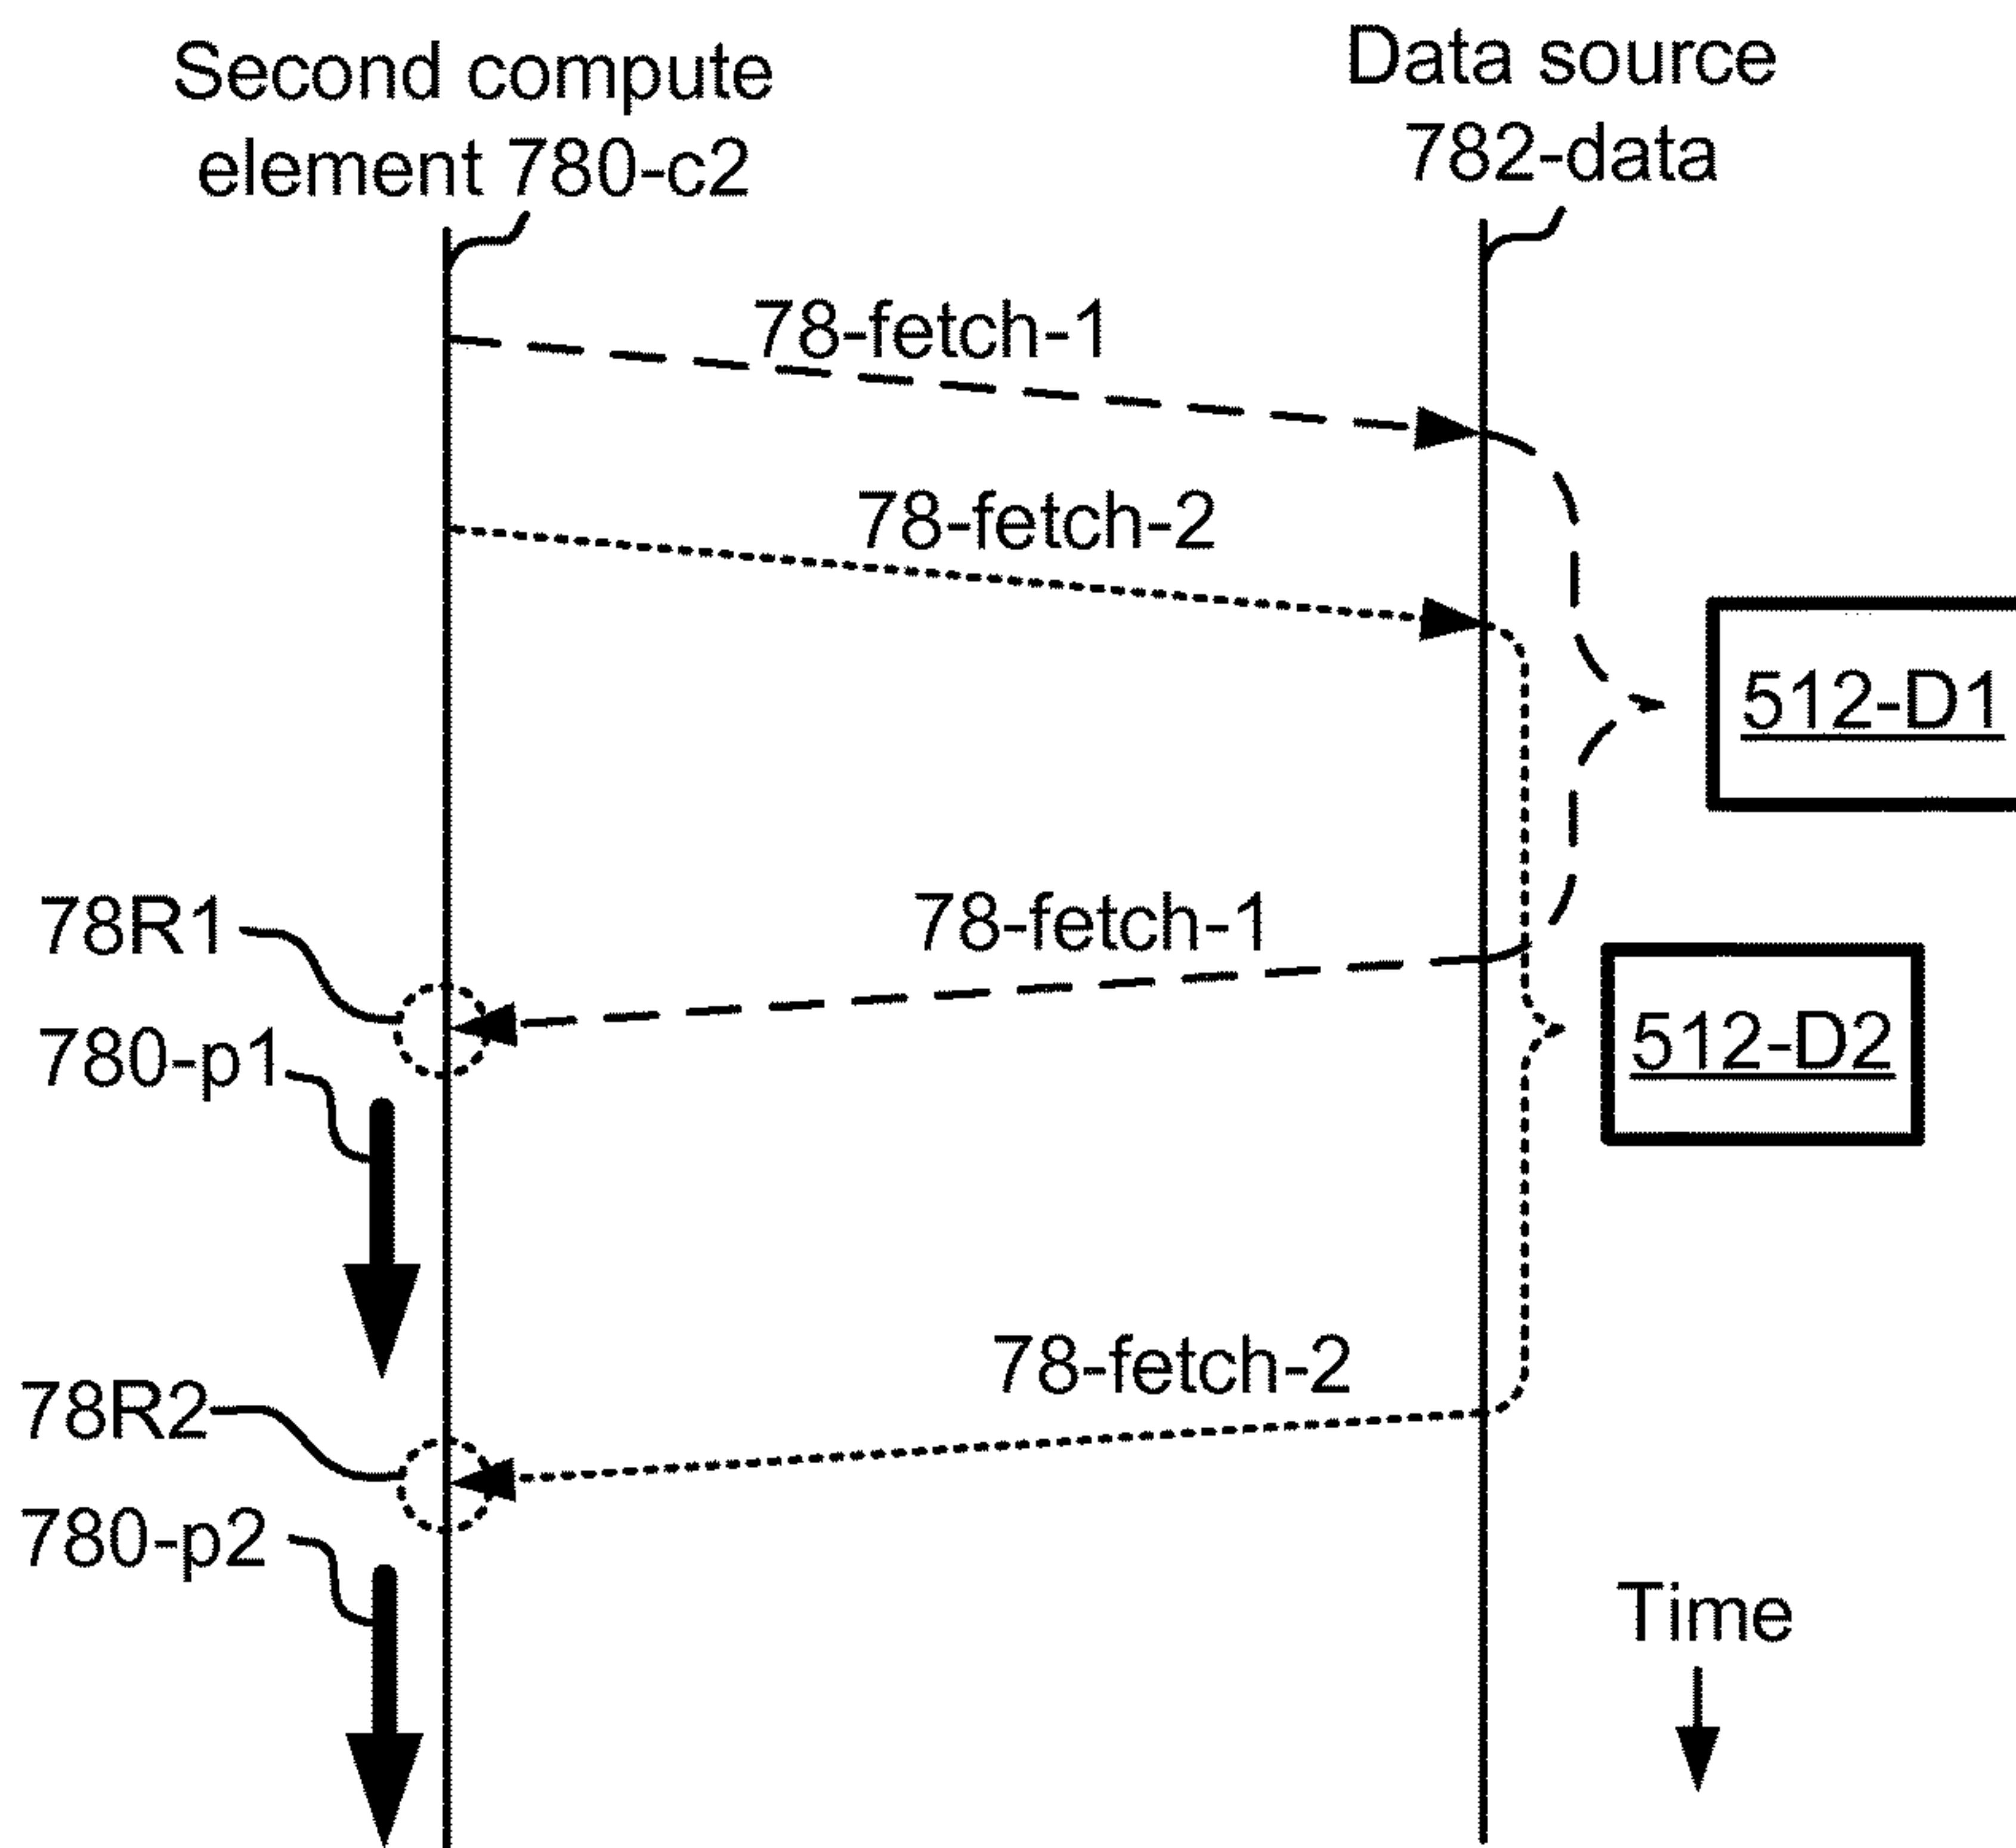 Second compute
element 780-c2
Data source
782-data
78-fetch-1
78-fetch-2
512-D1
78R1
78-fetch-1
780-p1
512-D2
78-fetch-2
78R2
780-p2
Time